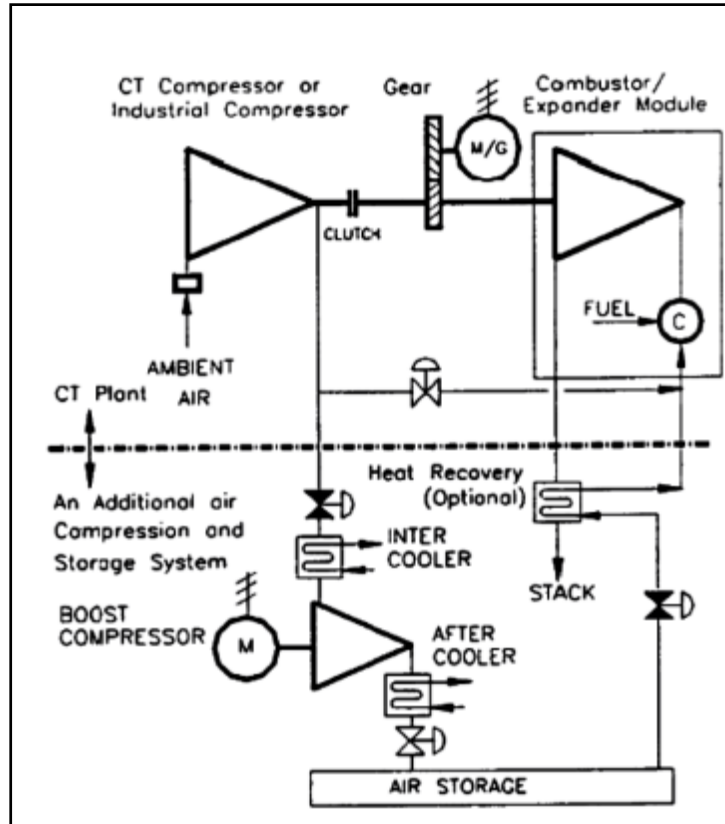 CT Compressor or
Industrial Compressor
Gear
Combustor/
Expander Module
M/G
CLUTCH
FUEL
C
AMBIENT
AIR
CT Plant
Heat Recovery
(Optional)
An Additional air
Compression and
Storage System
INTER
COOLER
STACK
BOOST
COMPRESSOR
M
AFTER
COOLER
AIR STORAGE